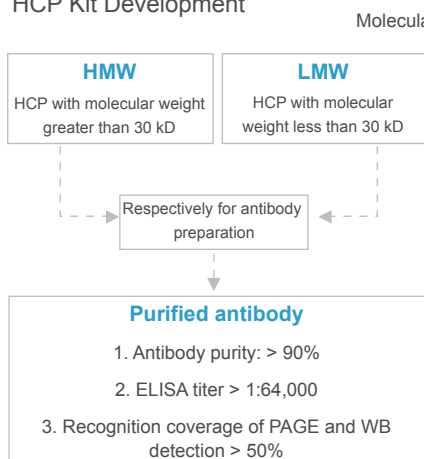 HCP Kit Development
HMW
HCP with molecular weight
greater than 30 kD
LMW
HCP with molecular
weight less than 30 kD
Respectively for antibody
preparation
Purified antibody
1. Antibody purity: > 90%
2. ELISA titer > 1:64,000
3. Recognition coverage of PAGE and WB
detection > 50%